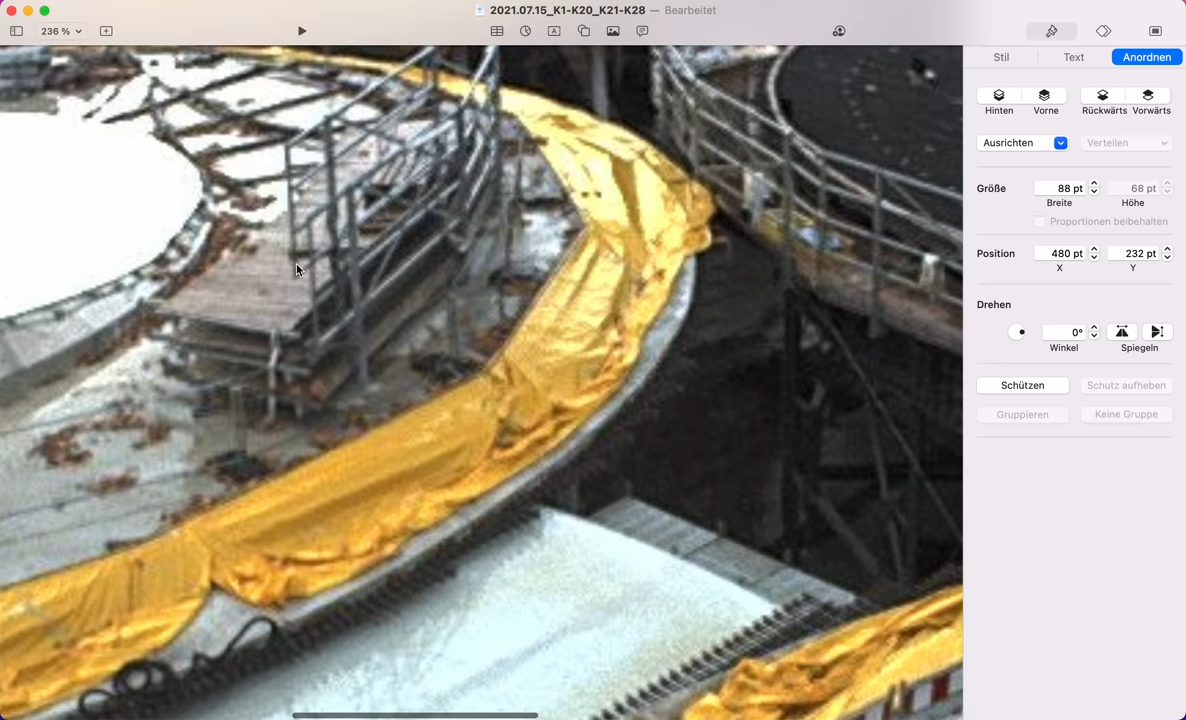 2021.07.15_K1-K20_K21-K28 — Bearbeitet
236 %
Stil Text Anordnen
Hinten Vorne Rückwärts Vorwärts
Ausrichten Verteilen
Größe 88 pt 68 pt
Breite Höhe
Proportionen beibehalten
Position 480 pt 232 pt
X Y
Drehen
0°
Winkel Spiegeln
Schützen Schutz aufheben
Gruppieren Keine Gruppe